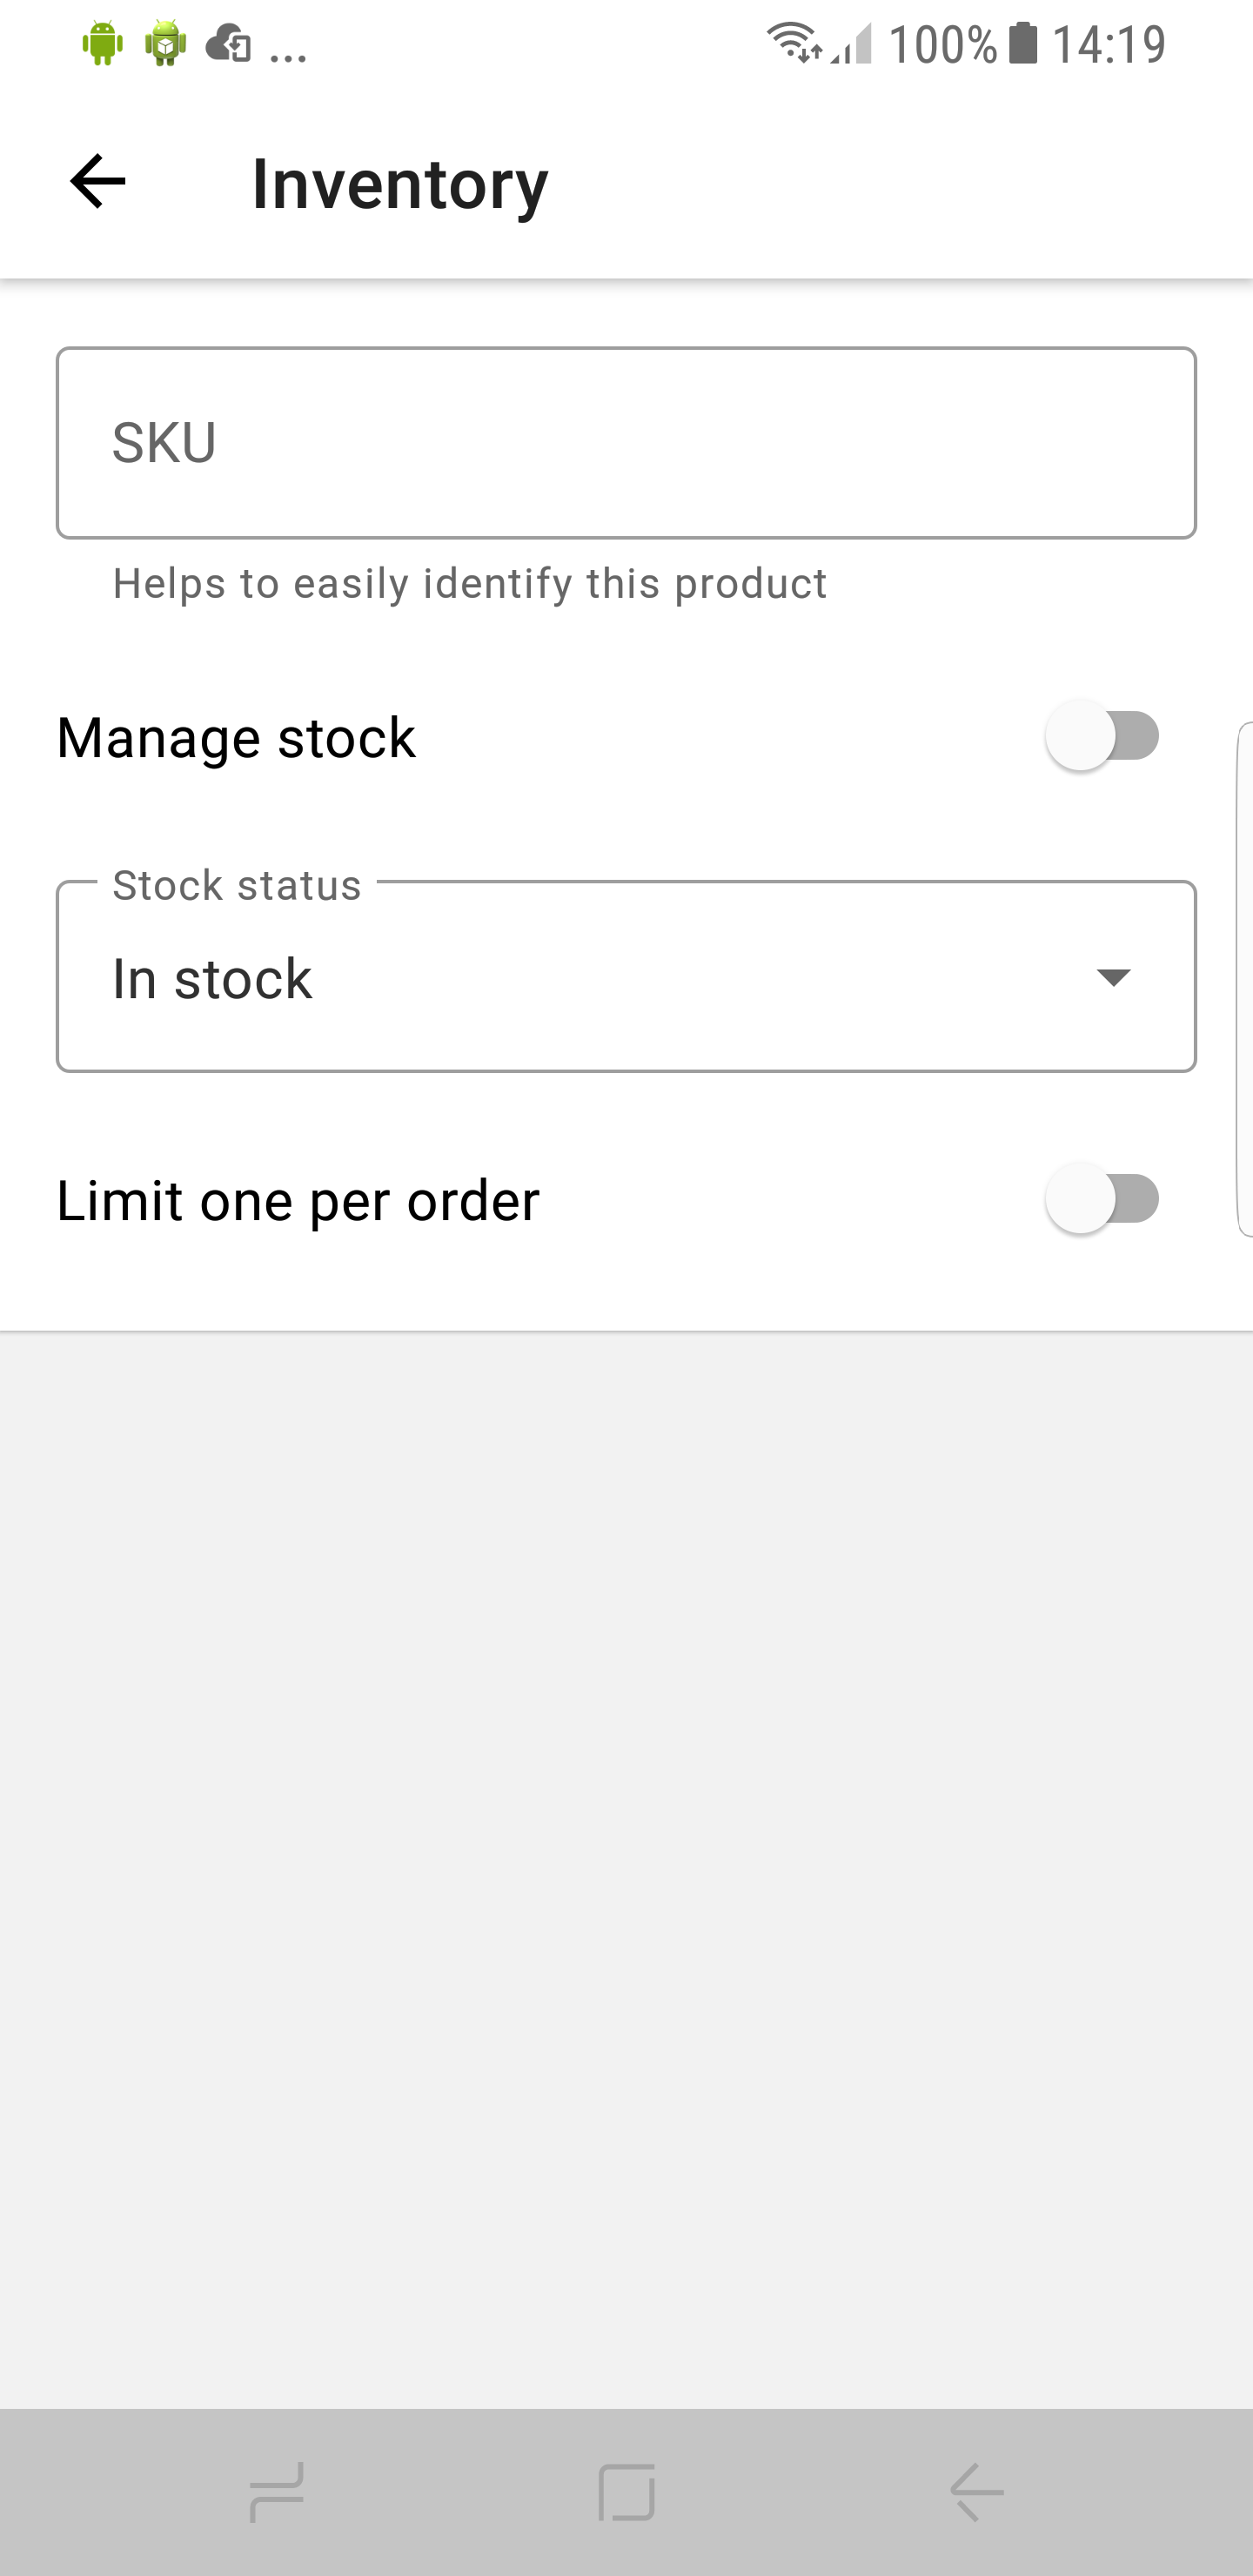 ... 100% 14:19
Inventory
SKU
Helps to easily identify this product
Manage stock
Stock status
In stock
Limit one per order